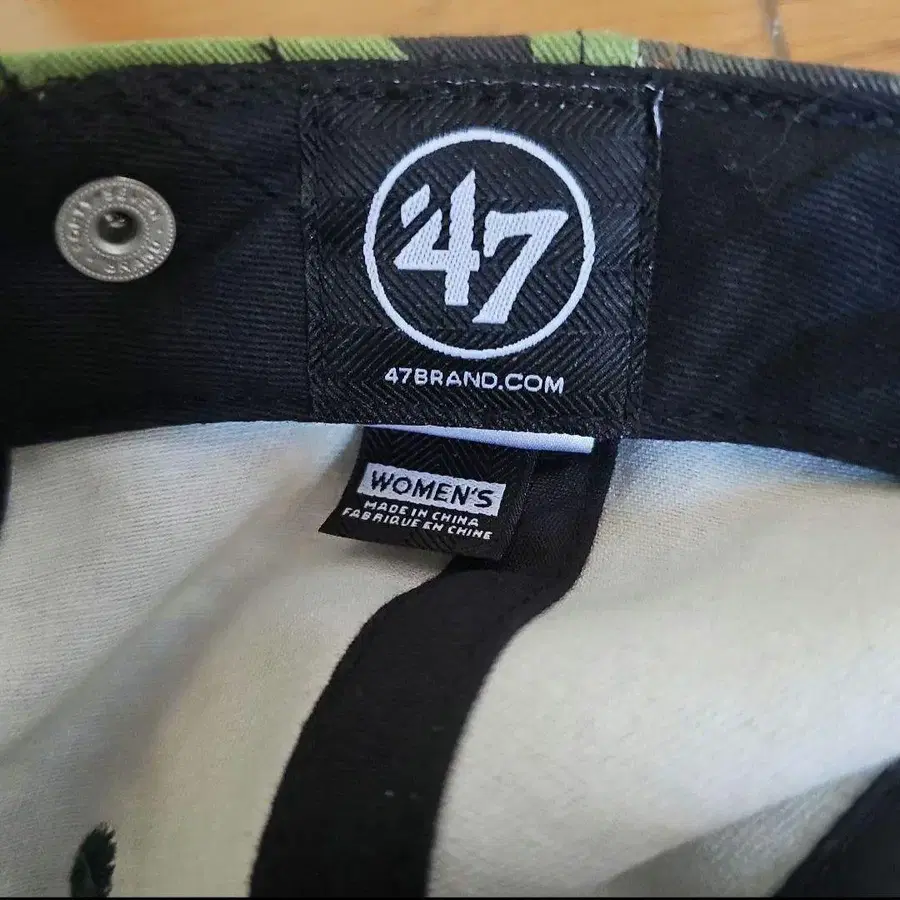 '47
47BRAND.COM
WOMEN'S
MADE IN CHINA
FABRIQUE EN CHINE